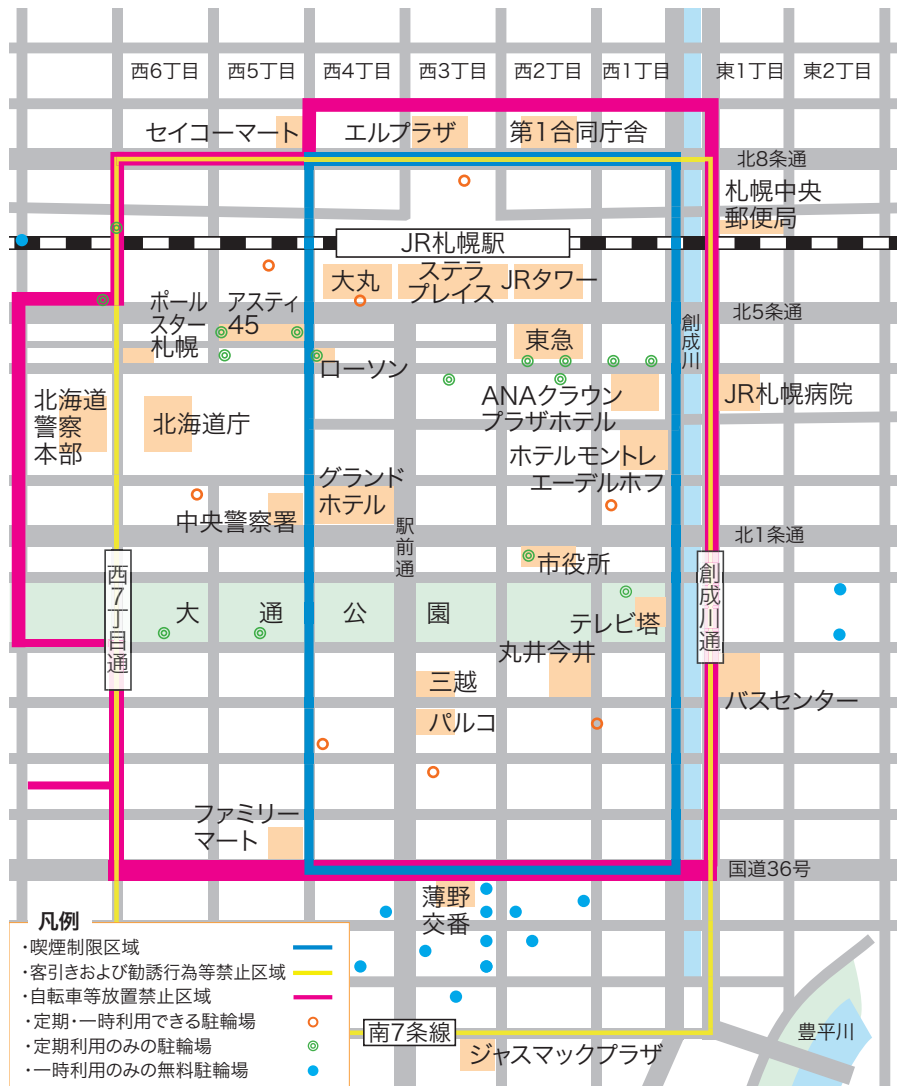 西6丁目
西5丁目
西4丁目
西3丁目
西2丁目
西1丁目
東1丁目
東2丁目
セイコーマート
エルプラザ
第1合同庁舎
北8条通
札幌中央
郵便局
JR札幌駅
大丸
ステラ
プレイス
JRタワー
ポール
スター
札幌
アスティ
45
北5条通
創成川
東急
ローソン
ANAクラウン
プラザホテル
JR札幌病院
北海道
警察
本部
北海道庁
ホテルモントレ
エーデルホフ
グランド
ホテル
中央警察署
駅前通
北1条通
市役所
西7丁目通
創成川通
大通公園
テレビ塔
丸井今井
三越
バスセンター
パルコ
ファミリー
マート
国道36号
薄野
交番
凡例
・喫煙制限区域
・客引きおよび勧誘行為等禁止区域
・自転車等放置禁止区域
・定期・一時利用できる駐輪場
・定期利用のみの駐輪場
・一時利用のみの無料駐輪場
南7条線
ジャスマックプラザ
豊平川